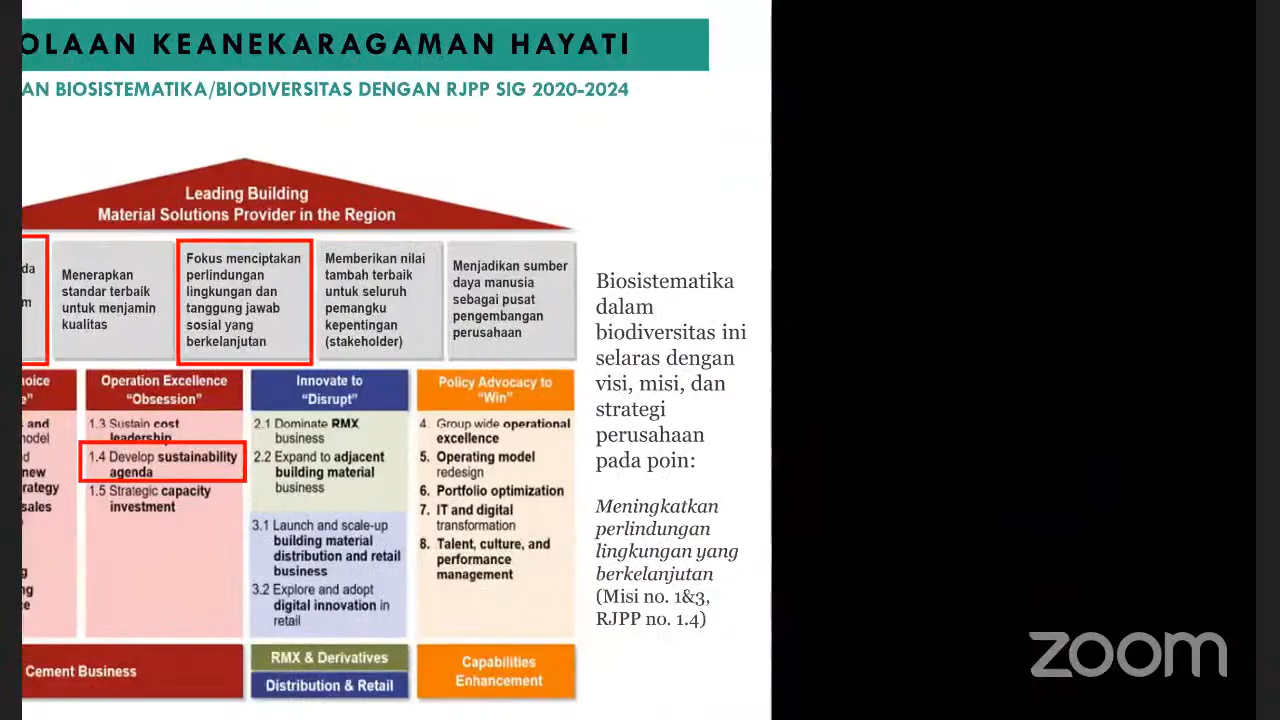 OLAAN KEANEKARAGAMAN HAYATI
AN BIOSISTEMATIKA/BIODIVERSITAS DENGAN RJPP SIG 2020-2024
Leading Building
Material Solutions Provider in the Region
da
m
Menerapkan
standar terbaik
untuk menjamin
kualitas
Fokus menciptakan
perlindungan
lingkungan dan
tanggung jawab
sosial yang
berkelanjutan
Memberikan nilai
tambah terbaik
untuk seluruh
pemangku
kepentingan
(stakeholder)
Menjadikan sumber
daya manusia
sebagai pusat
pengembangan
perusahaan
Biosistematika
dalam
biodiversitas ini
selaras dengan
visi, misi, dan
strategi
perusahaan
pada poin:
Meningkatkan
perlindungan
lingkungan yang
berkelanjutan
(Misi no. 1&3,
RJPP no. 1.4)
oice
e"
and
odel
new
rategy
sales
g
ng
e
Operation Excellence
"Obsession"
1.3 Sustain cost
leadership
1.4 Develop sustainability
agenda
1.5 Strategic capacity
investment
Innovate to
"Disrupt"
2.1 Dominate RMX
business
2.2 Expand to adjacent
building material
business
3.1 Launch and scale-up
building material
distribution and retail
business
3.2 Explore and adopt
digital innovation in
retail
Policy Advocacy to
"Win"
4. Group wide operational
excellence
5. Operating model
redesign
6. Portfolio optimization
7. IT and digital
transformation
8. Talent, culture, and
performance
management
Cement Business
RMX & Derivatives
Distribution & Retail
Capabilities
Enhancement
zoom